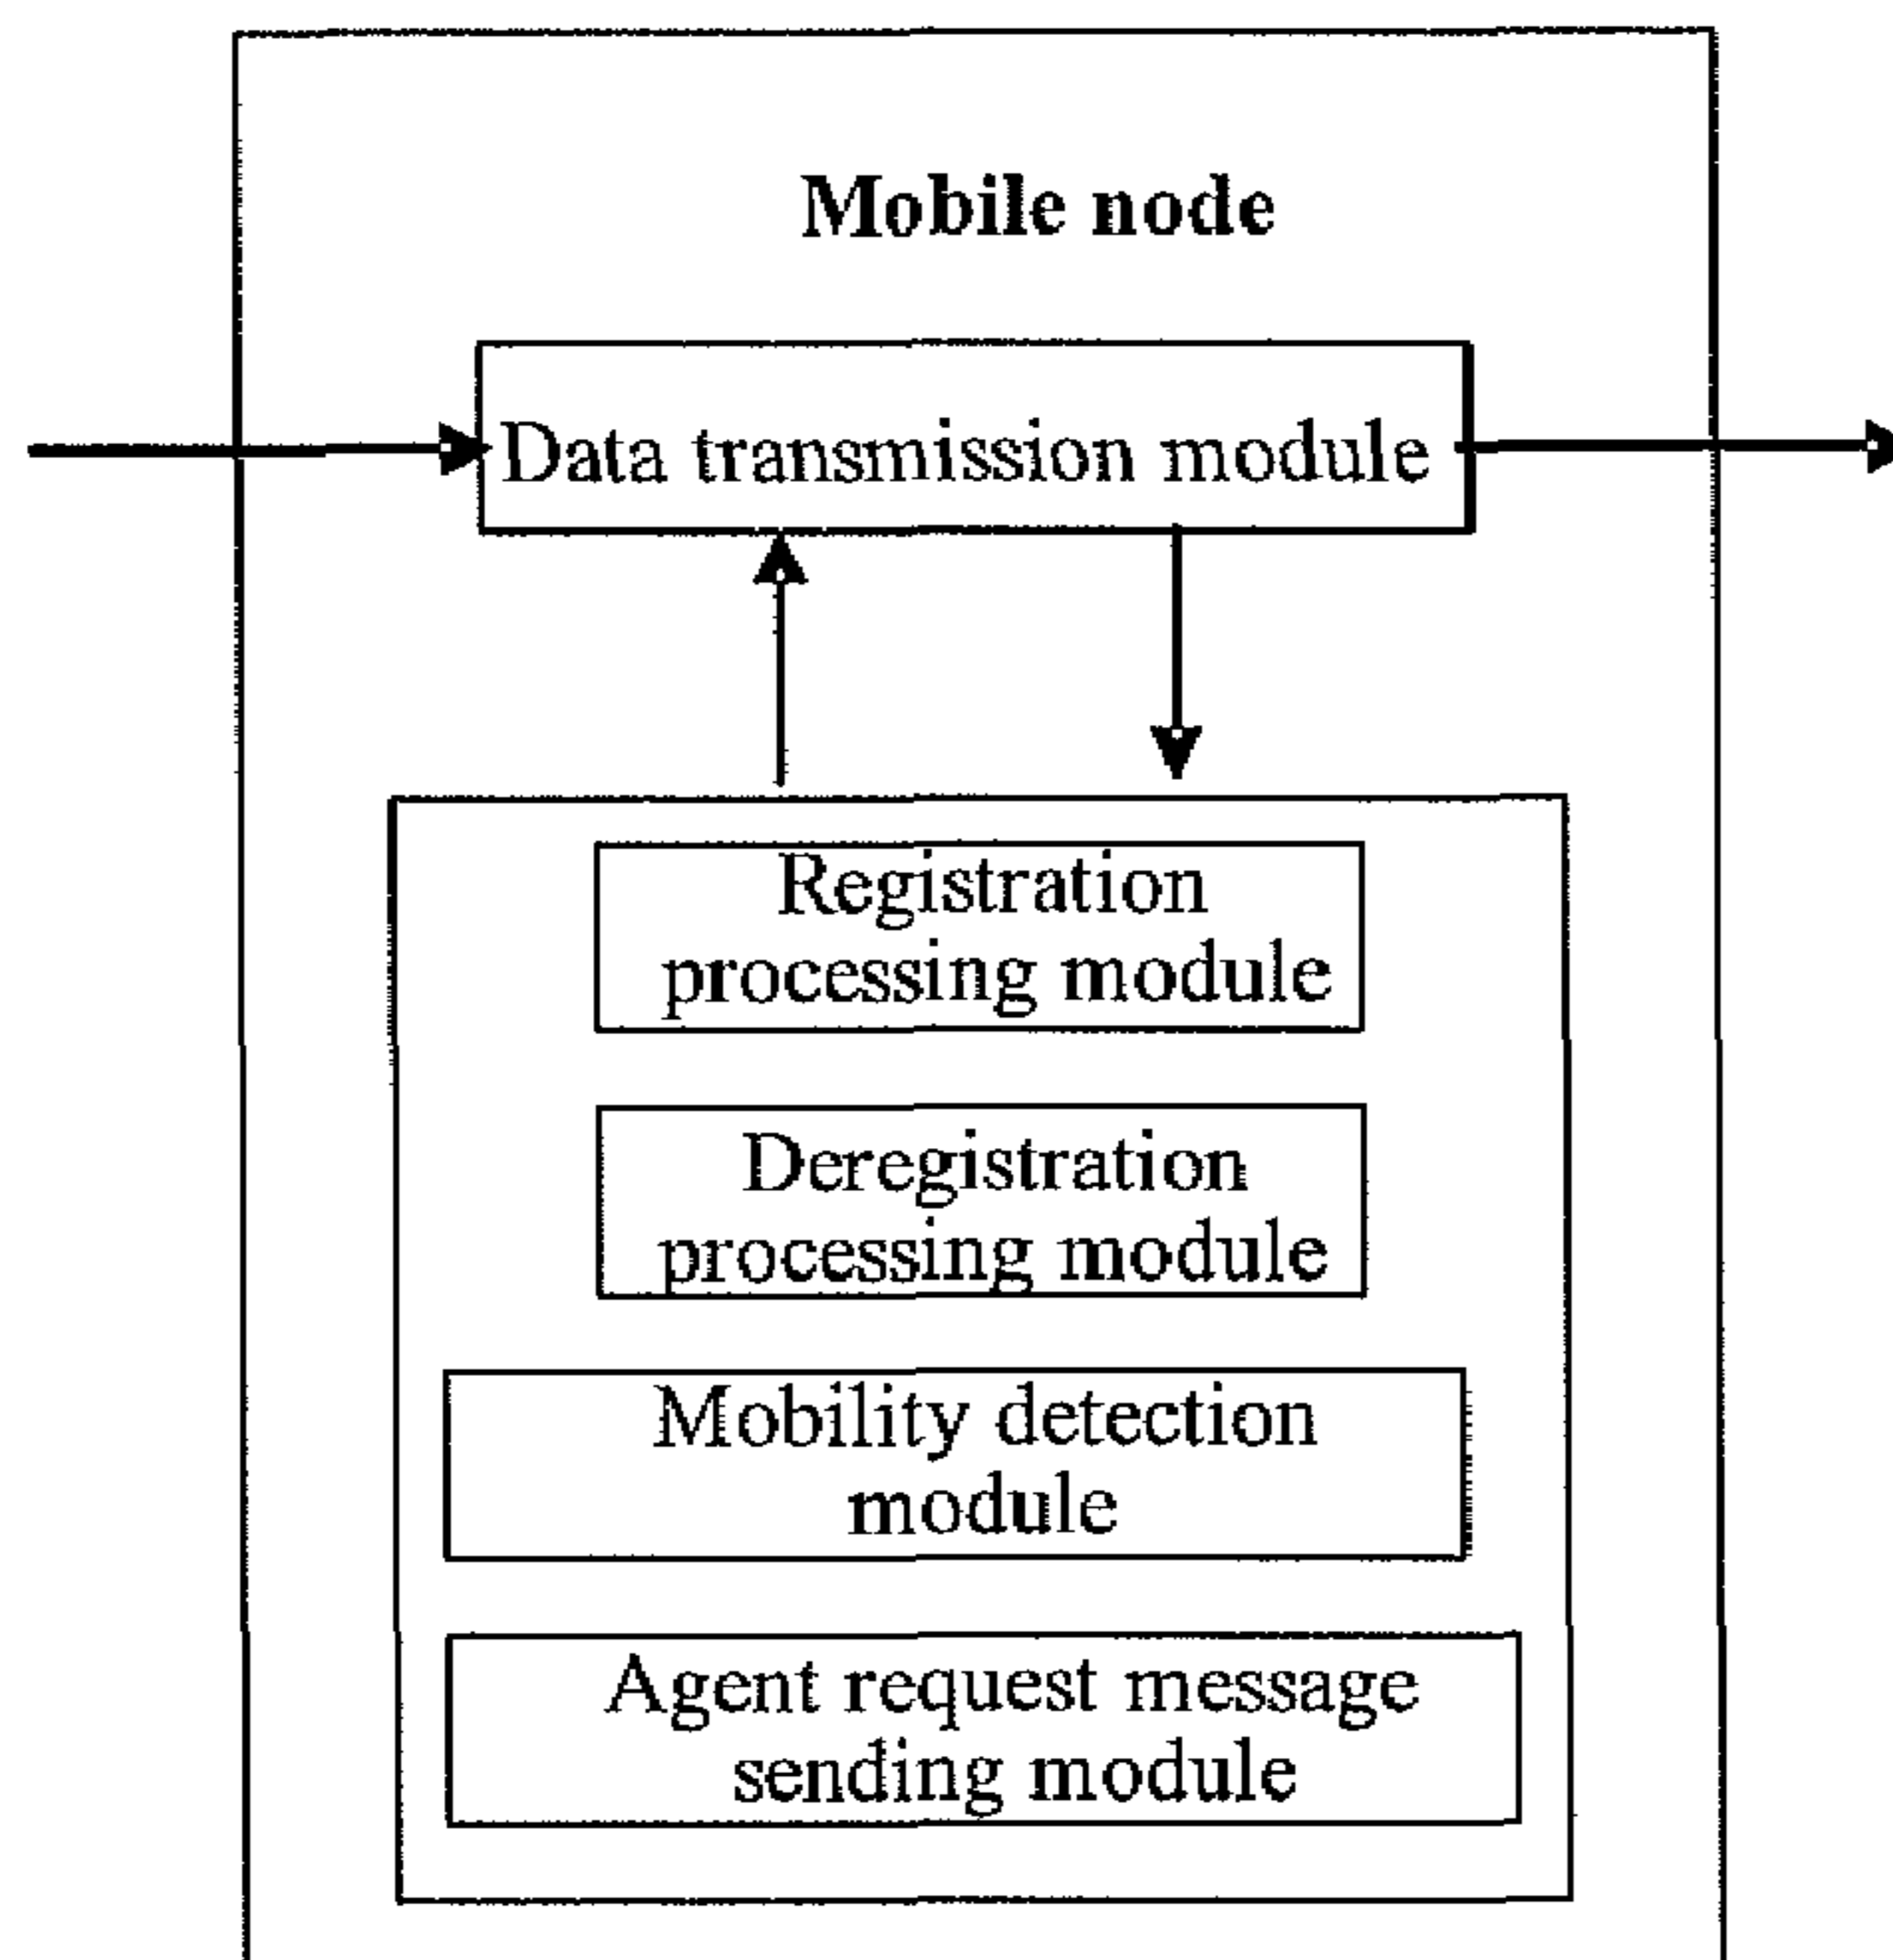 Mobile node
Data transmission module
Registration
processing module
Deregistration
processing module
Mobility detection
module
Agent request message
sending module